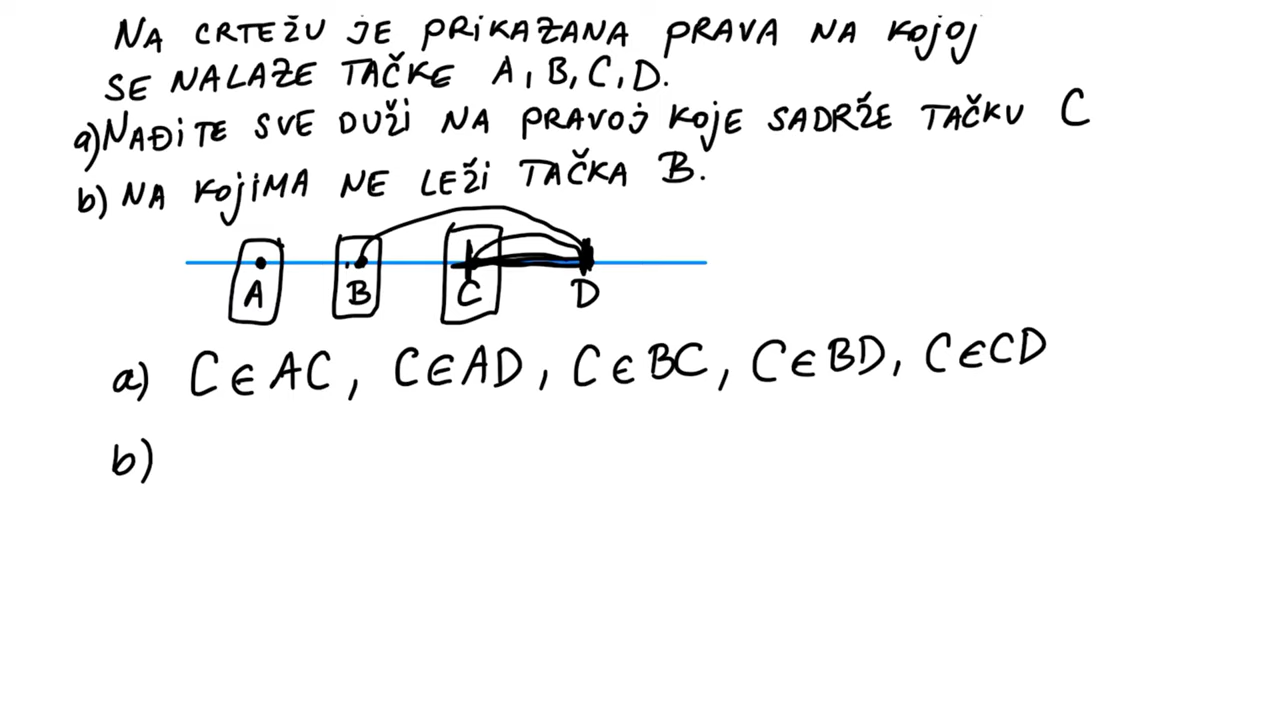 NA CRTEŽU JE PRIKAZANA PRAVA NA KOJOJ
SE NALAZE TAČKE A, B, C, D.
a) NAĐITE SVE DUŽI NA PRAVOJ KOJE SADRŽE TAČKU C
b) NA KOJIMA NE LEŽI TAČKA B.
A B C D
a) C∈AC, C∈AD, C∈BC, C∈BD, C∈CD
b)